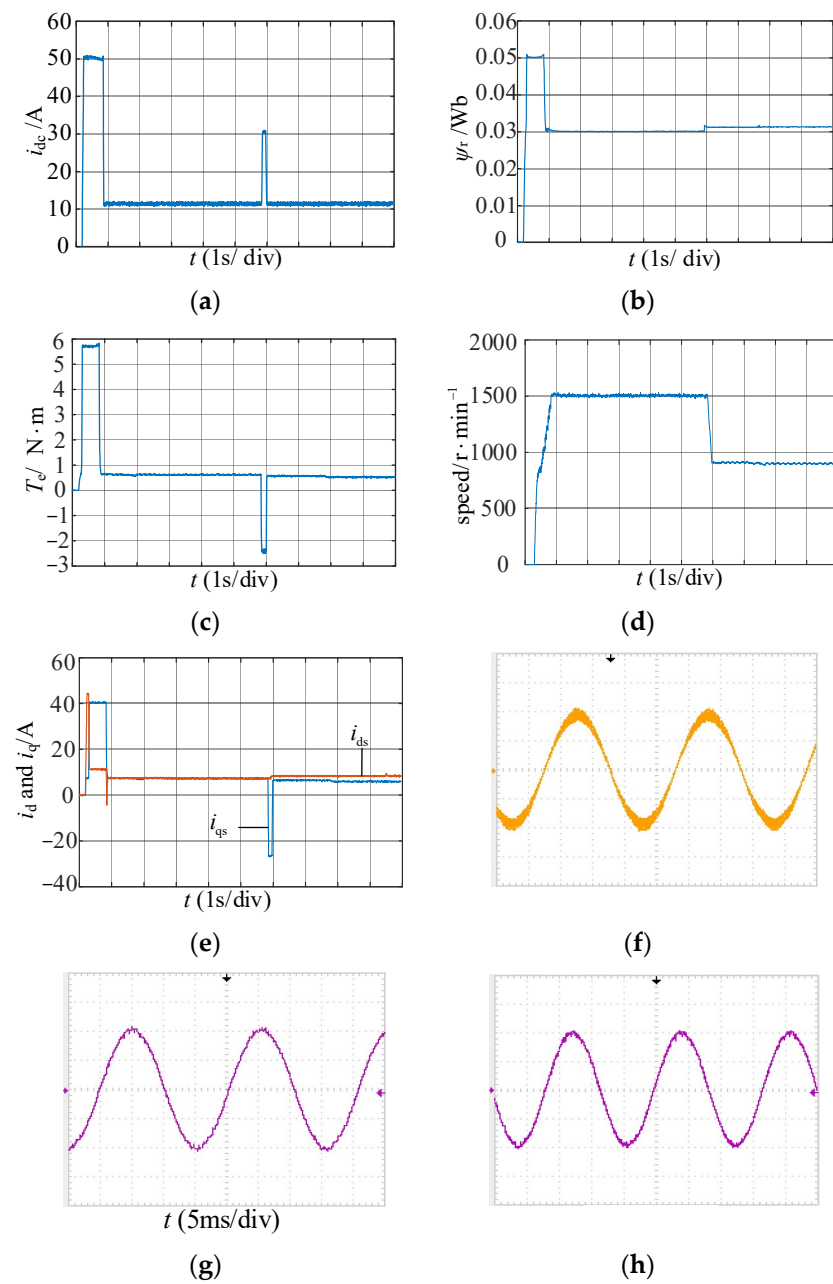 60
50
40
30
20
10
0
i_dc /A
t (1s/ div)
(a)
0.06
0.05
0.04
0.03
0.02
0.01
0
ψ_r /Wb
t (1s/ div)
(b)
6
5
4
3
2
1
0
−1
−2
−3
T_e/ N·m
t (1s/div)
(c)
2000
1500
1000
500
0
speed/r·min⁻¹
t (1s/div)
(d)
60
40
20
0
−20
−40
i_d and i_q/A
i_ds
i_qs
t (1s/div)
(e)
(f)
t (5ms/div)
(g)
(h)